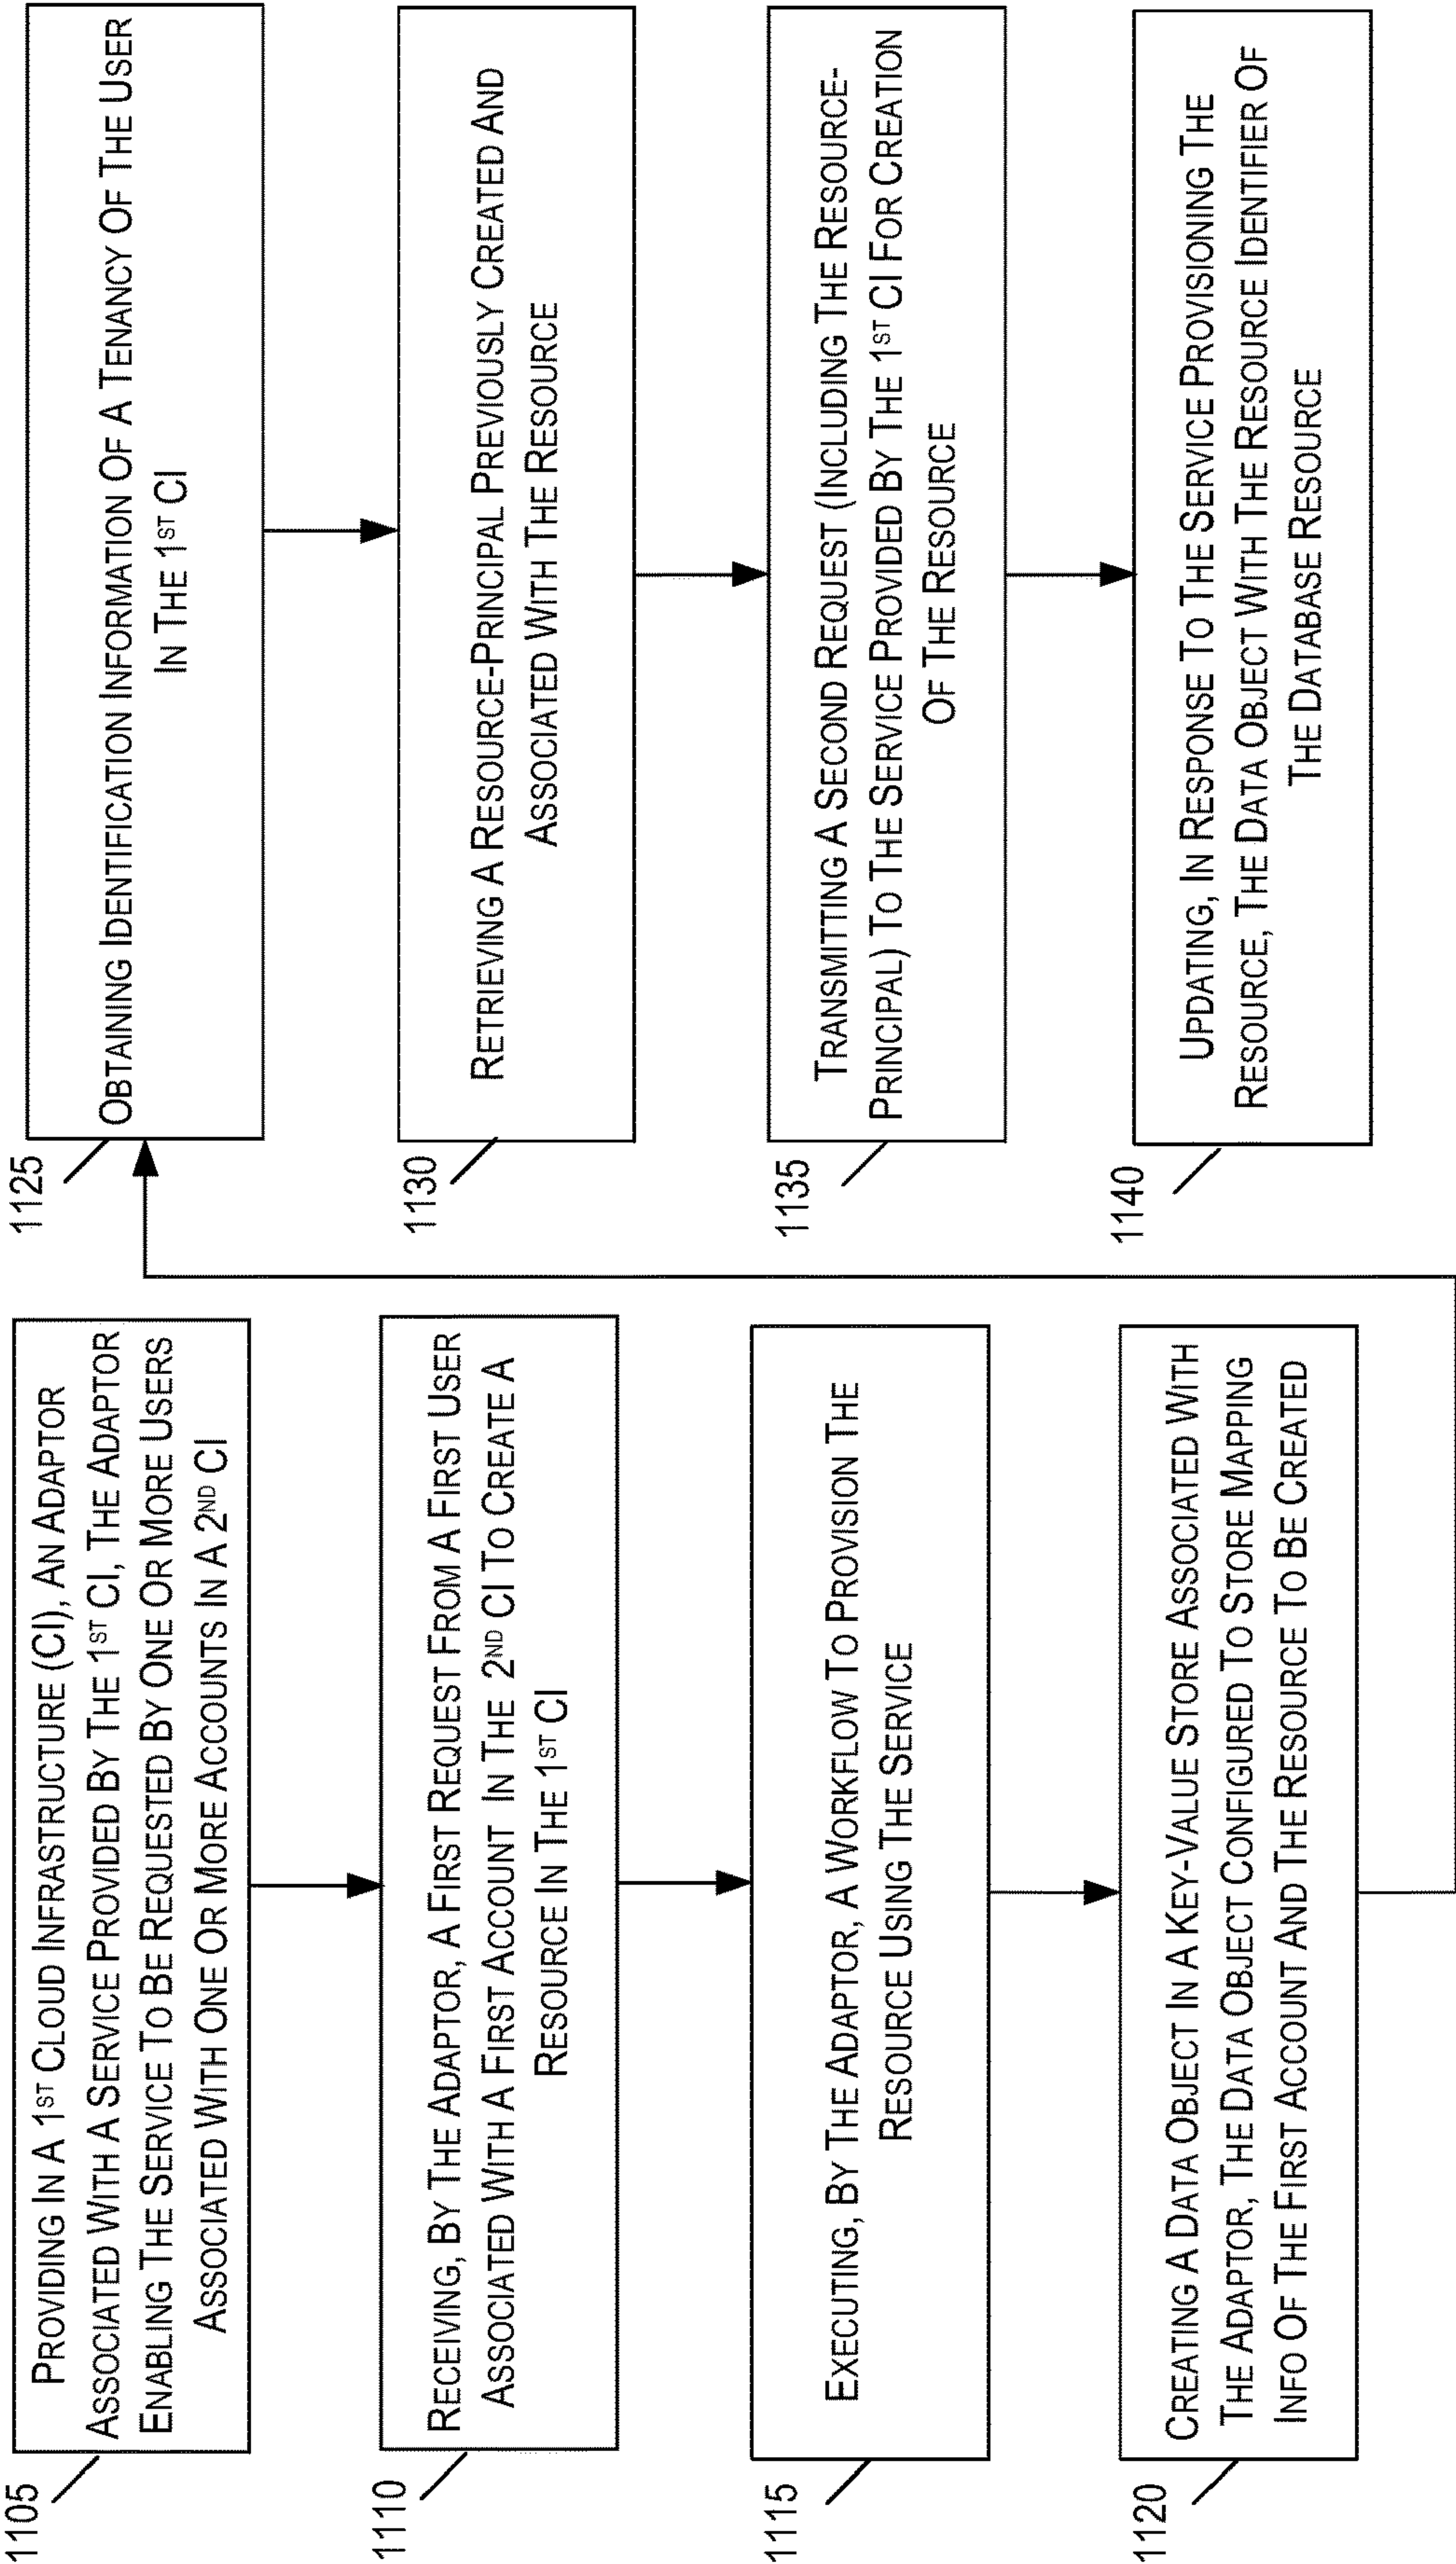 1105
PROVIDING IN A 1ST CLOUD INFRASTRUCTURE (CI), AN ADAPTOR
ASSOCIATED WITH A SERVICE PROVIDED BY THE 1ST CI, THE ADAPTOR
ENABLING THE SERVICE TO BE REQUESTED BY ONE OR MORE USERS
ASSOCIATED WITH ONE OR MORE ACCOUNTS IN A 2ND CI
1110
RECEIVING, BY THE ADAPTOR, A FIRST REQUEST FROM A FIRST USER
ASSOCIATED WITH A FIRST ACCOUNT IN THE 2ND CI TO CREATE A
RESOURCE IN THE 1ST CI
1115
EXECUTING, BY THE ADAPTOR, A WORKFLOW TO PROVISION THE
RESOURCE USING THE SERVICE
1120
CREATING A DATA OBJECT IN A KEY-VALUE STORE ASSOCIATED WITH
THE ADAPTOR, THE DATA OBJECT CONFIGURED TO STORE MAPPING
INFO OF THE FIRST ACCOUNT AND THE RESOURCE TO BE CREATED
1125
OBTAINING IDENTIFICATION INFORMATION OF A TENANCY OF THE USER
IN THE 1ST CI
1130
RETRIEVING A RESOURCE-PRINCIPAL PREVIOUSLY CREATED AND
ASSOCIATED WITH THE RESOURCE
1135
TRANSMITTING A SECOND REQUEST (INCLUDING THE RESOURCE-
PRINCIPAL) TO THE SERVICE PROVIDED BY THE 1ST CI FOR CREATION
OF THE RESOURCE
1140
UPDATING, IN RESPONSE TO THE SERVICE PROVISIONING THE
RESOURCE, THE DATA OBJECT WITH THE RESOURCE IDENTIFIER OF
THE DATABASE RESOURCE